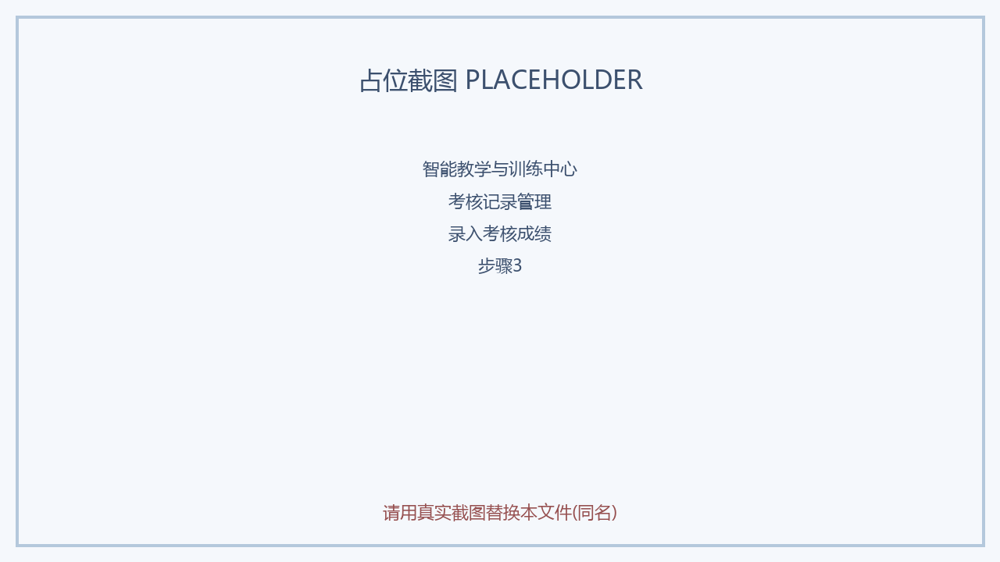 占位截图 PLACEHOLDER
智能教学与训练中心
考核记录管理
录入考核成绩
步骤3
请用真实截图替换本文件(同名)